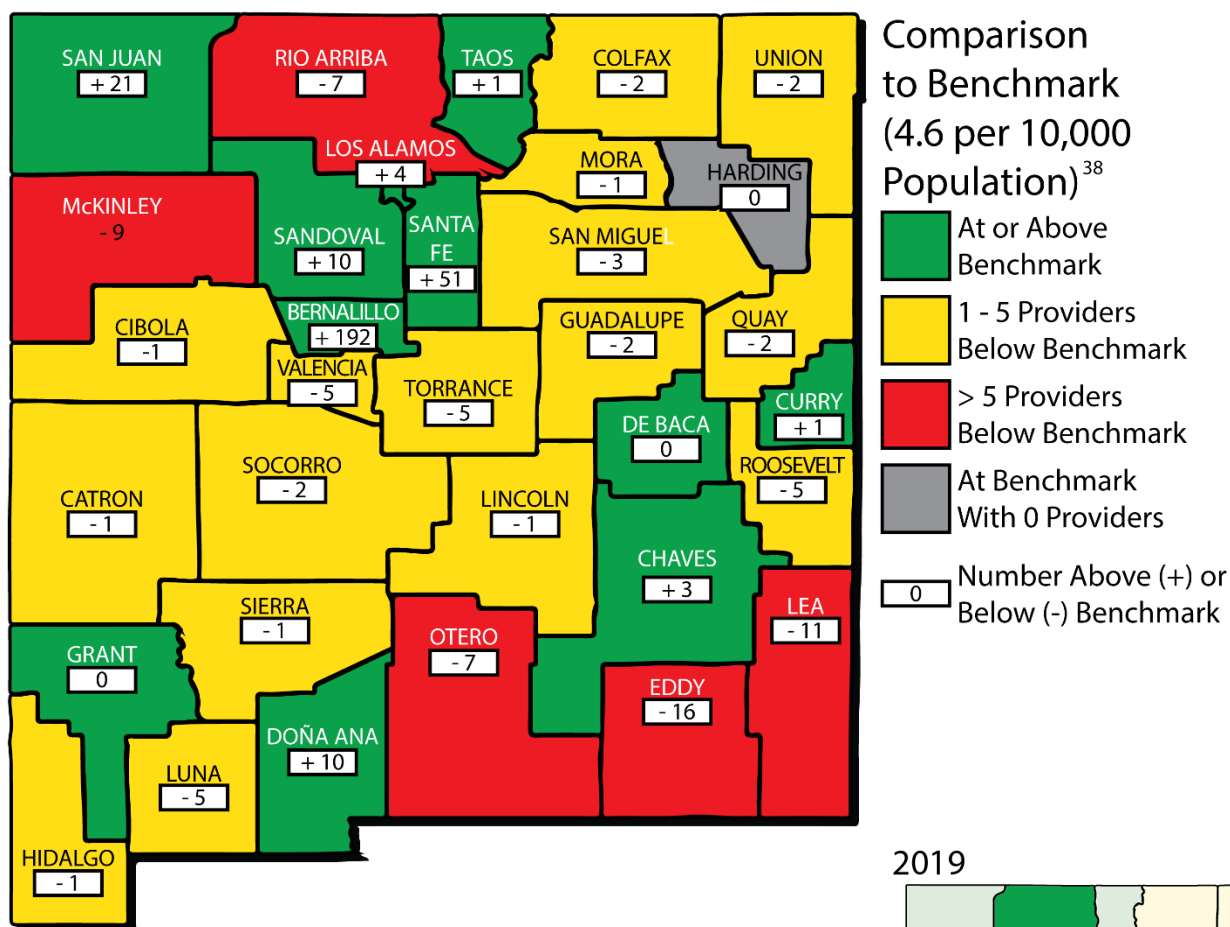 SAN JUAN
+ 21
RIO ARRIBA
- 7
TAOS
+ 1
COLFAX
- 2
UNION
- 2
LOS ALAMOS
+ 4
MORA
- 1
HARDING
0
McKINLEY
- 9
SANDOVAL
+ 10
SANTA
FE
+ 51
SAN MIGUEL
- 3
CIBOLA
-1
BERNALILLO
+ 192
VALENCIA
- 5
TORRANCE
- 5
GUADALUPE
- 2
QUAY
- 2
CURRY
+ 1
DE BACA
0
ROOSEVELT
- 5
CATRON
- 1
SOCORRO
- 2
LINCOLN
- 1
CHAVES
+ 3
LEA
- 11
SIERRA
- 1
OTERO
- 7
EDDY
- 16
GRANT
0
DOÑA ANA
+ 10
LUNA
- 5
HIDALGO
- 1
Comparison
to Benchmark
(4.6 per 10,000
Population)38
At or Above
Benchmark
1 - 5 Providers
Below Benchmark
> 5 Providers
Below Benchmark
At Benchmark
With 0 Providers
0
Number Above (+) or
Below (-) Benchmark
2019